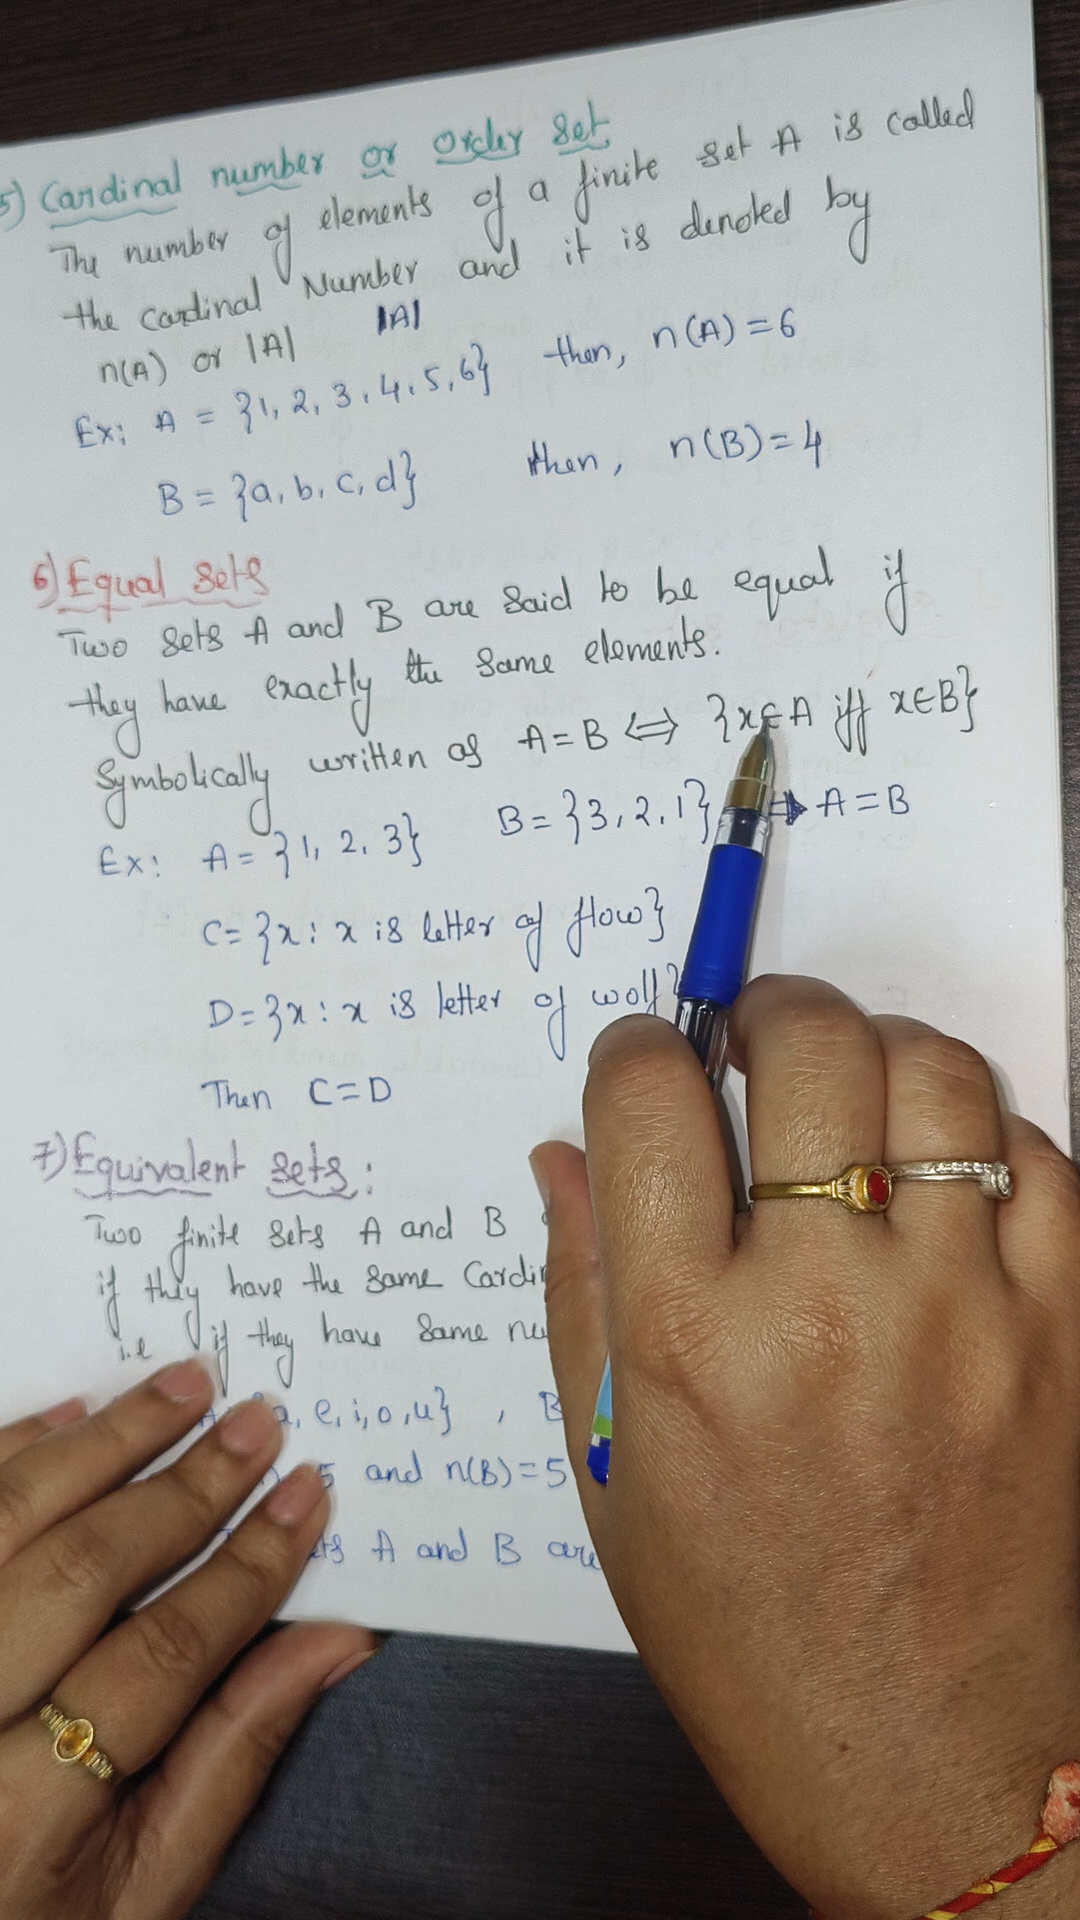 5) Cardinal number or Order Set
The number of elements of a finite set A is called
the cardinal Number and it is denoted by
n(A) or |A| |A|
Ex: A = {1, 2, 3, 4, 5, 6} then, n(A) = 6
B = {a, b, c, d} then, n(B) = 4
6) Equal Sets
Two sets A and B are said to be equal if
they have exactly the same elements.
Symbolically written as A = B ⟺ {x∈A iff x∈B}
Ex: A = {1, 2, 3} B = {3, 2, 1} ⇒ A = B
C = {x : x is letter of flow}
D = {x : x is letter of wolf}
Then C = D
7) Equivalent sets :
Two finite sets A and B
if they have the same
i.e if they have same
a, e, i, o, u} , B
5 and n(B) = 5
A and B are